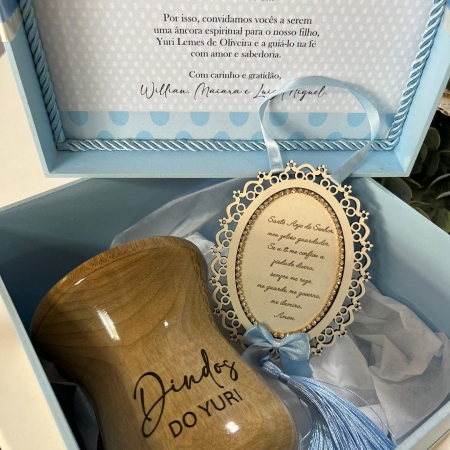 Por isso, convidamos vocês a serem
uma âncora espiritual para o nosso filho,
Yuri Lemes de Oliveira e a guiá-lo na fé
com amor e sabedoria.
Com carinho e gratidão,
Willian, Maiara e Luiz Miguel.
Santo Anjo do Senhor,
meu zeloso guardador,
Se a ti me confiou a
piedade divina,
sempre me rege,
me guarde, me governe,
me ilumine.
Amém.
Dindos
DO YURI